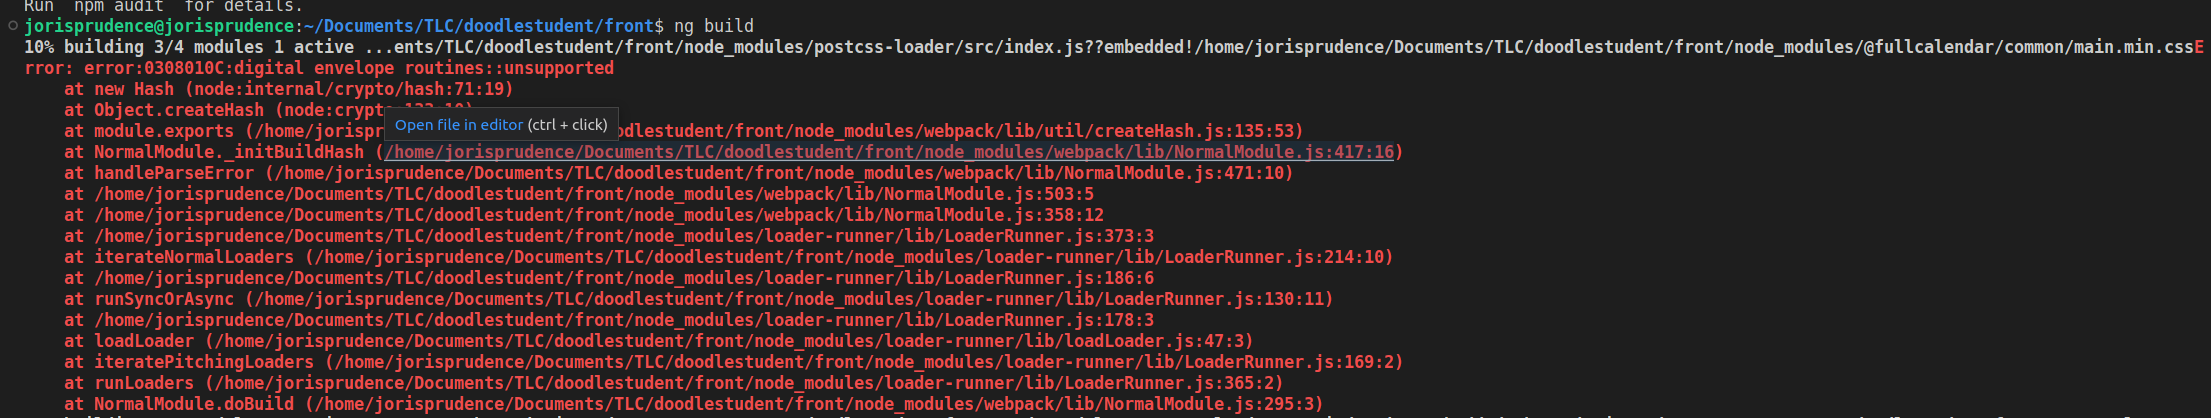 Run  npm audit  for details.
jorisprudence@jorisprudence:~/Documents/TLC/doodlestudent/front$ ng build
10% building 3/4 modules 1 active ...ents/TLC/doodlestudent/front/node_modules/postcss-loader/src/index.js??embedded!/home/jorisprudence/Documents/TLC/doodlestudent/front/node_modules/@fullcalendar/common/main.min.cssE
rror: error:0308010C:digital envelope routines::unsupported
at new Hash (node:internal/crypto/hash:71:19)
at Object.createHash (node:crypto:133:10)
Open file in editor (ctrl + click)
at module.exports (/home/jorispr odlestudent/front/node_modules/webpack/lib/util/createHash.js:135:53)
at NormalModule._initBuildHash (/home/jorisprudence/Documents/TLC/doodlestudent/front/node_modules/webpack/lib/NormalModule.js:417:16)
at handleParseError (/home/jorisprudence/Documents/TLC/doodlestudent/front/node_modules/webpack/lib/NormalModule.js:471:10)
at /home/jorisprudence/Documents/TLC/doodlestudent/front/node_modules/webpack/lib/NormalModule.js:503:5
at /home/jorisprudence/Documents/TLC/doodlestudent/front/node_modules/webpack/lib/NormalModule.js:358:12
at /home/jorisprudence/Documents/TLC/doodlestudent/front/node_modules/loader-runner/lib/LoaderRunner.js:373:3
at iterateNormalLoaders (/home/jorisprudence/Documents/TLC/doodlestudent/front/node_modules/loader-runner/lib/LoaderRunner.js:214:10)
at /home/jorisprudence/Documents/TLC/doodlestudent/front/node_modules/loader-runner/lib/LoaderRunner.js:186:6
at runSyncOrAsync (/home/jorisprudence/Documents/TLC/doodlestudent/front/node_modules/loader-runner/lib/LoaderRunner.js:130:11)
at /home/jorisprudence/Documents/TLC/doodlestudent/front/node_modules/loader-runner/lib/LoaderRunner.js:178:3
at loadLoader (/home/jorisprudence/Documents/TLC/doodlestudent/front/node_modules/loader-runner/lib/loadLoader.js:47:3)
at iteratePitchingLoaders (/home/jorisprudence/Documents/TLC/doodlestudent/front/node_modules/loader-runner/lib/LoaderRunner.js:169:2)
at runLoaders (/home/jorisprudence/Documents/TLC/doodlestudent/front/node_modules/loader-runner/lib/LoaderRunner.js:365:2)
at NormalModule.doBuild (/home/jorisprudence/Documents/TLC/doodlestudent/front/node_modules/webpack/lib/NormalModule.js:295:3)